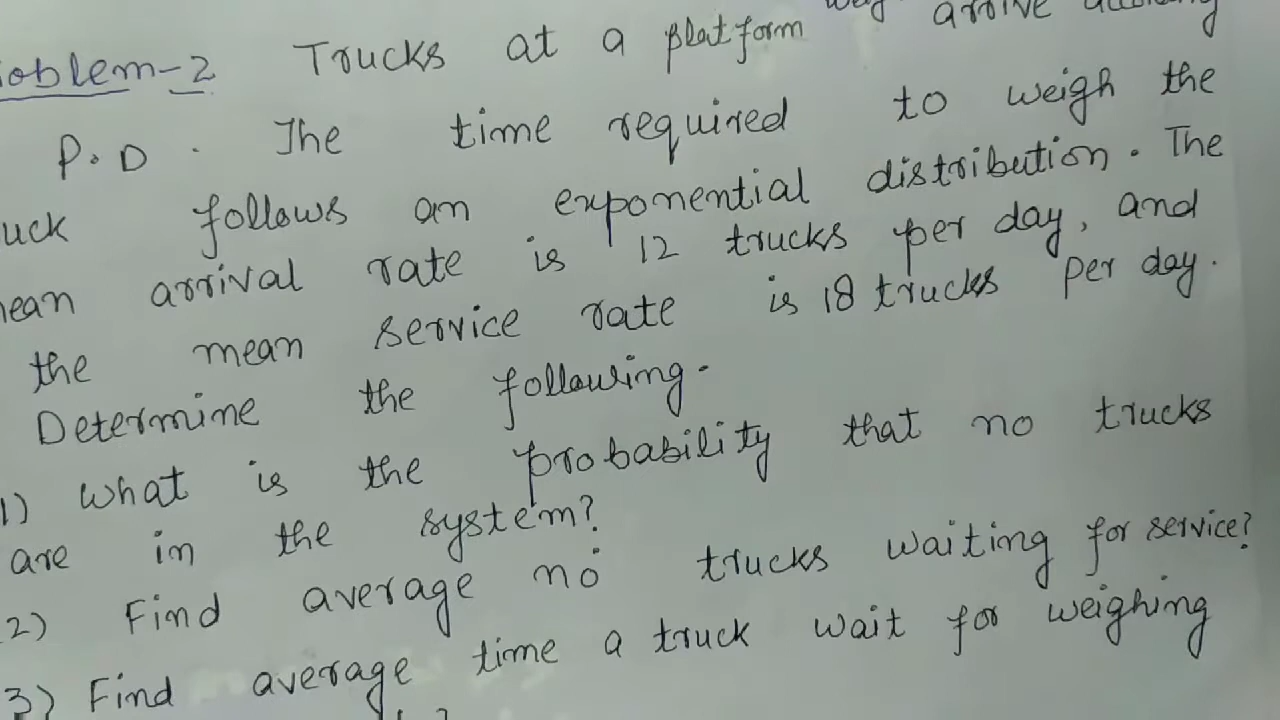 oblem-2 Trucks at a platform weig arrive
P.D. The time required to weigh the
uck follows an exponential distribution. The
ean arrival rate is 12 trucks per day, and
the mean service rate is 18 trucks per day.
Determine the following.
1) what is the probability that no trucks
are in the system?
2) Find average no trucks waiting for service?
3) Find average time a truck wait for weighing